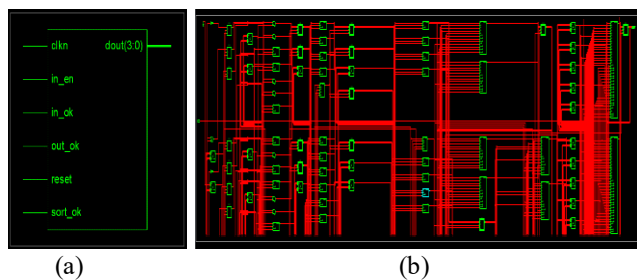 clkn dout(3:0)
in_en
in_ok
out_ok
reset
sort_ok
(a) (b)